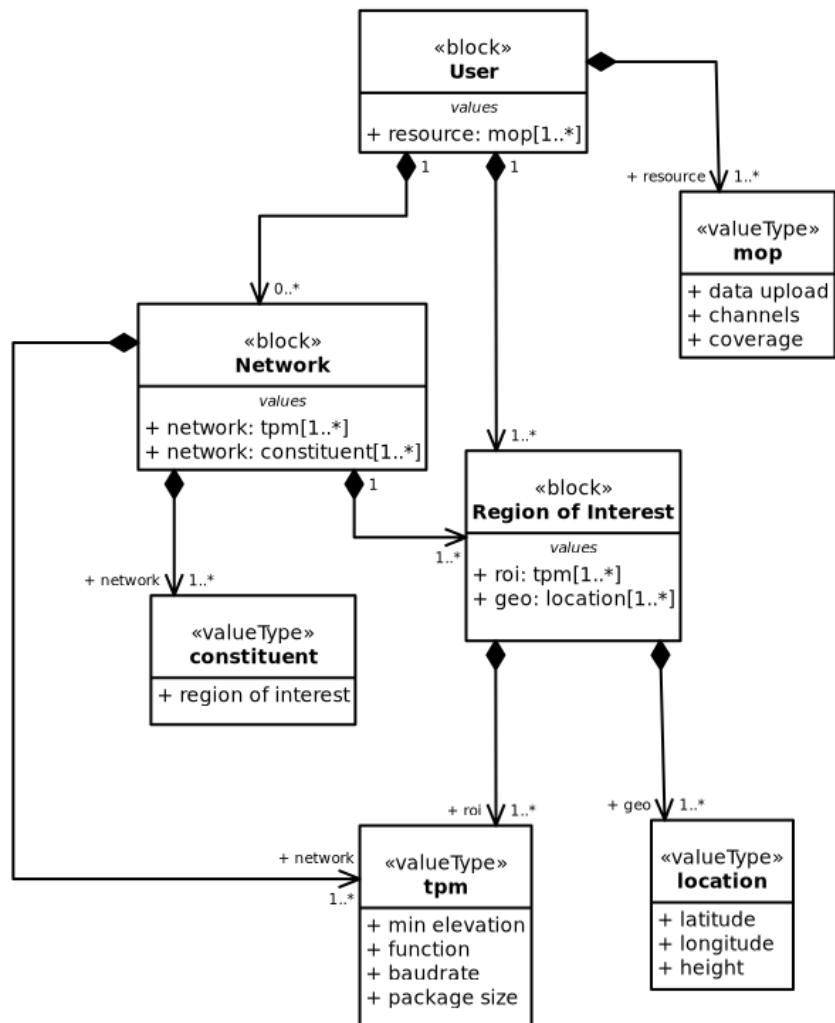 «block»
User
values
+ resource: mop[1..*]
1
1
+ resource
1..*
«valueType»
mop
+ data upload
+ channels
+ coverage
0..*
«block»
Network
values
+ network: tpm[1..*]
+ network: constituent[1..*]
1
1..*
1..*
«block»
Region of Interest
values
+ roi: tpm[1..*]
+ geo: location[1..*]
+ network
1..*
«valueType»
constituent
+ region of interest
+ roi
1..*
+ geo
1..*
+ network
1..*
«valueType»
tpm
+ min elevation
+ function
+ baudrate
+ package size
«valueType»
location
+ latitude
+ longitude
+ height